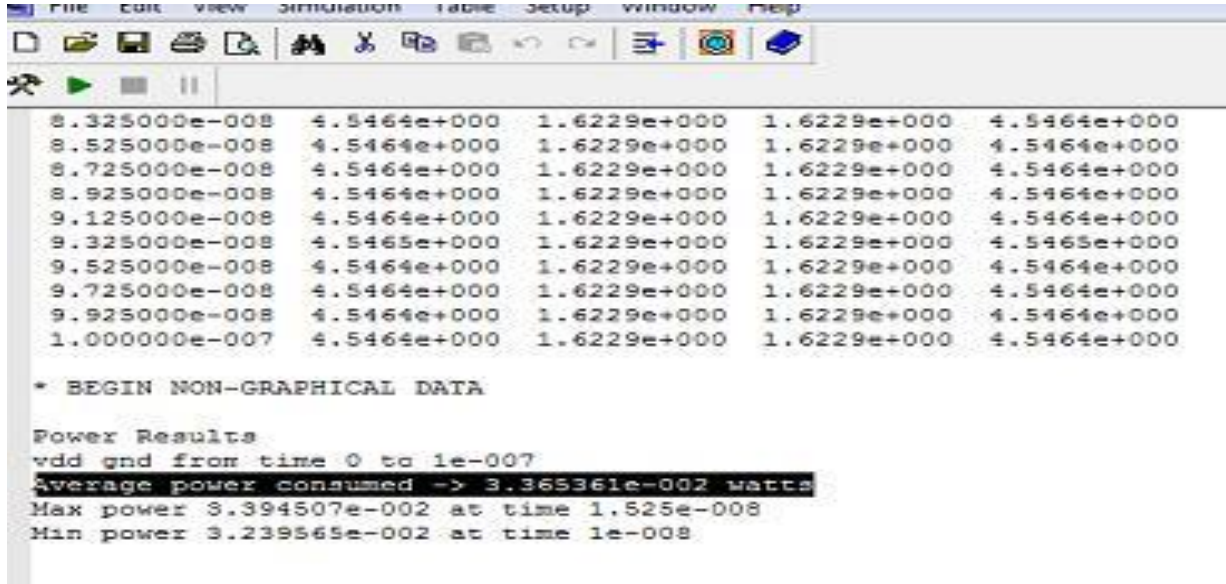 File Edit View Simulation Table Setup Window Help
8.325000e-008 4.5464e+000 1.6229e+000 1.6229e+000 4.5464e+000
8.525000e-008 4.5464e+000 1.6229e+000 1.6229e+000 4.5464e+000
8.725000e-008 4.5464e+000 1.6229e+000 1.6229e+000 4.5464e+000
8.925000e-008 4.5464e+000 1.6229e+000 1.6229e+000 4.5464e+000
9.125000e-008 4.5464e+000 1.6229e+000 1.6229e+000 4.5464e+000
9.325000e-008 4.5465e+000 1.6229e+000 1.6229e+000 4.5465e+000
9.525000e-008 4.5464e+000 1.6229e+000 1.6229e+000 4.5464e+000
9.725000e-008 4.5464e+000 1.6229e+000 1.6229e+000 4.5464e+000
9.925000e-008 4.5464e+000 1.6229e+000 1.6229e+000 4.5464e+000
1.000000e-007 4.5464e+000 1.6229e+000 1.6229e+000 4.5464e+000
* BEGIN NON-GRAPHICAL DATA
Power Results
vdd gnd from time 0 to 1e-007
Average power consumed -> 3.365361e-002 watts
Max power 3.394507e-002 at time 1.525e-008
Min power 3.239565e-002 at time 1e-008